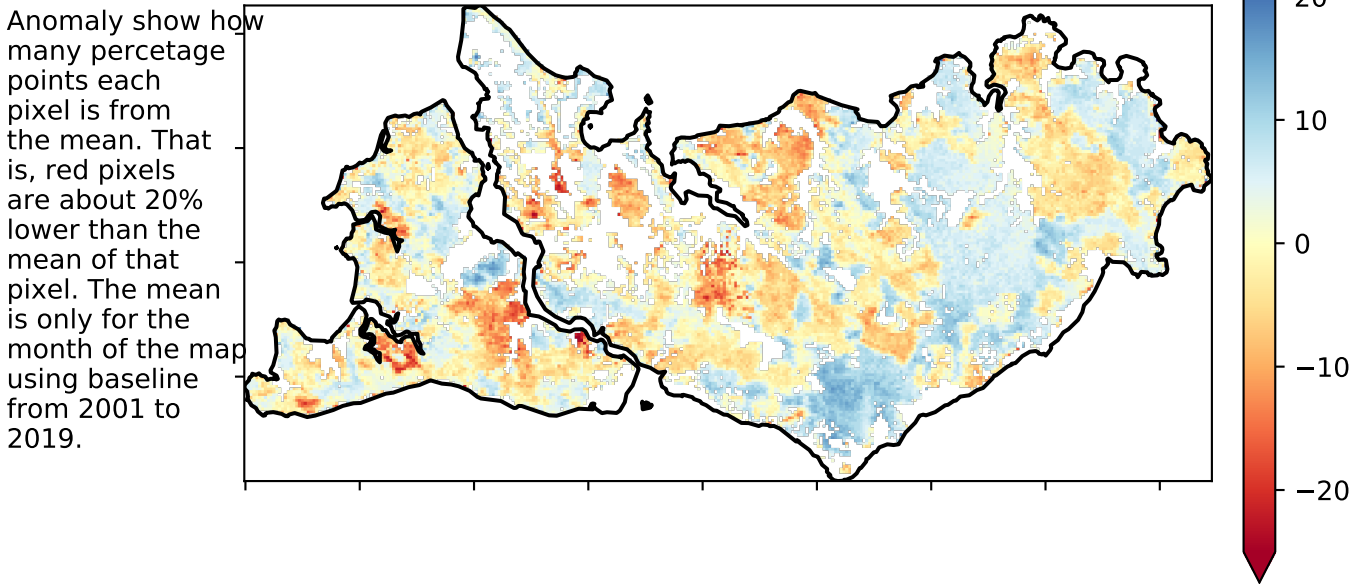 Anomaly show how
many percetage
points each
pixel is from
the mean. That
is, red pixels
are about 20%
lower than the
mean of that
pixel. The mean
is only for the
month of the map
using baseline
from 2001 to
2019.
20
10
0
−10
−20